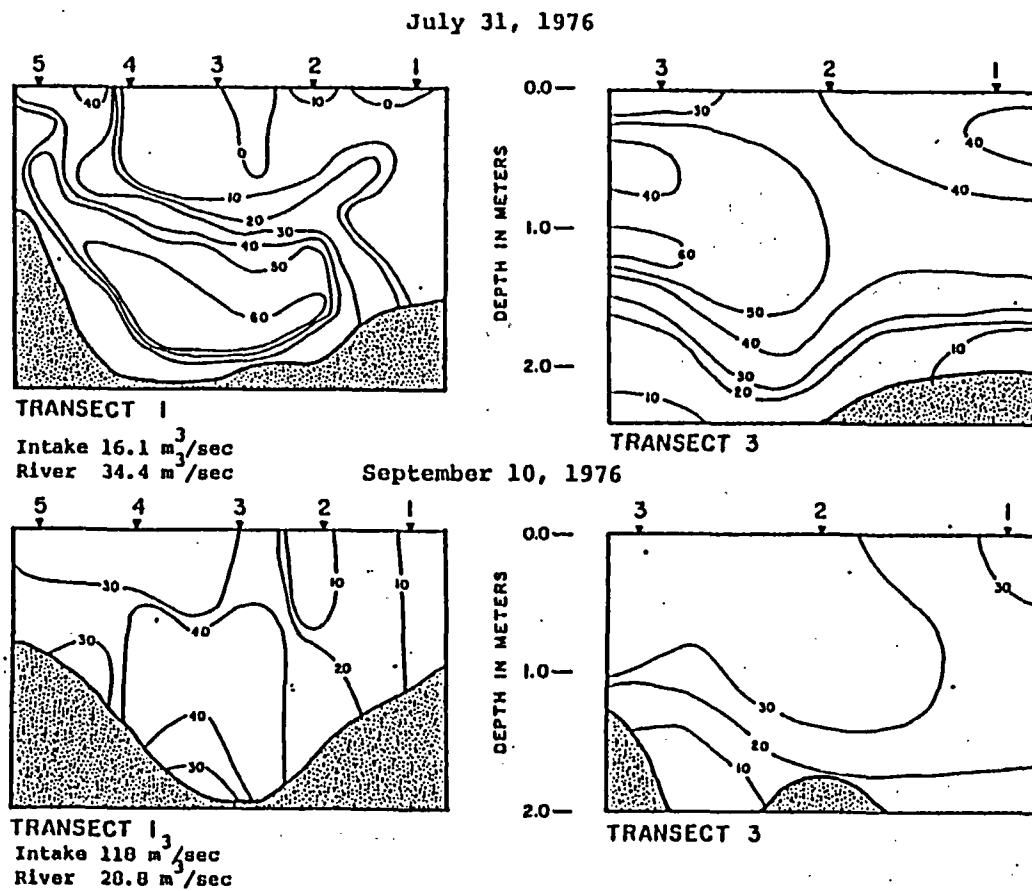 July 31, 1976
5 4 3 2 1
3 2 1
40 10 0
0
10
20
30
40
50
60
DEPTH IN METERS
0.0
1.0
2.0
30
40
60
50
40
30
20
10
40
40
10
TRANSECT 1
Intake 16.1 m3/sec
River 34.4 m3/sec
TRANSECT 3
September 10, 1976
5 4 3 2 1
3 2 1
30
40
30
40
30
10
20
10
DEPTH IN METERS
0.0
1.0
2.0
30
30
20
10
TRANSECT 1
Intake 118 m3/sec
River 28.8 m3/sec
TRANSECT 3